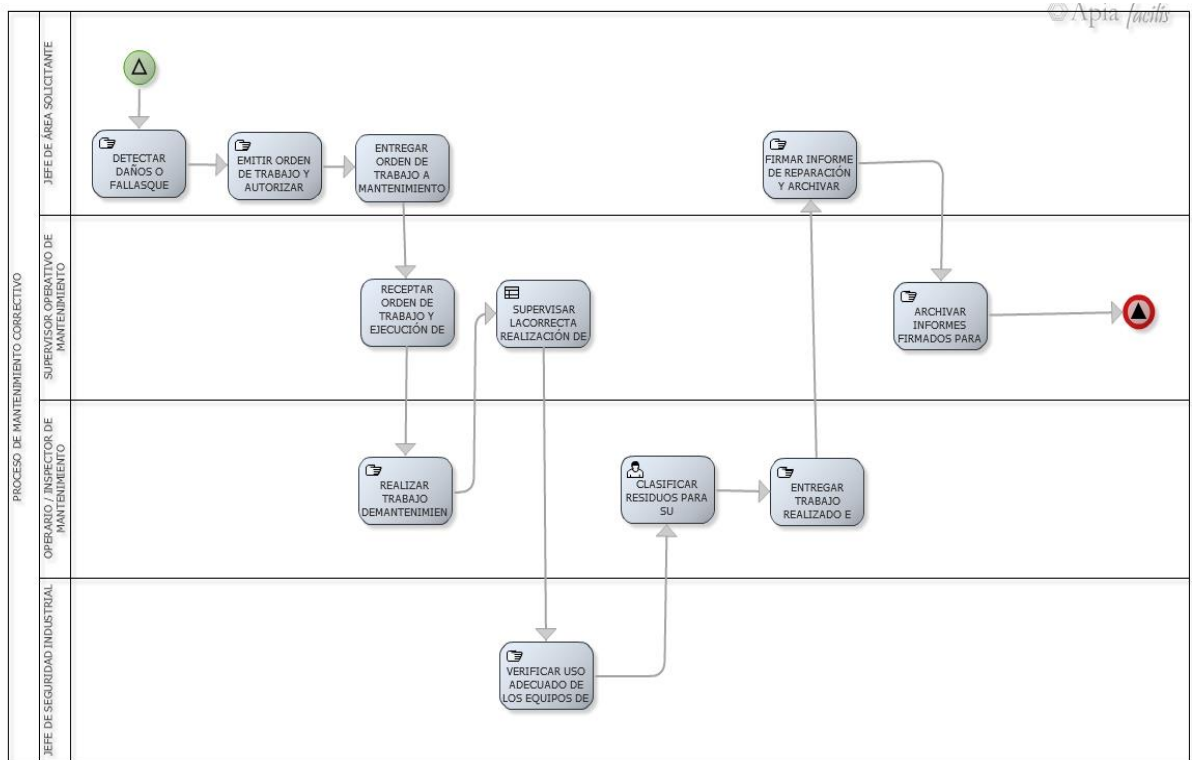 Apia facilis
PROCESO DE MANTENIMIENTO CORRECTIVO
JEFE DE ÁREA SOLICITANTE
DETECTAR
DAÑOS O
FALLASQUE
EMITIR ORDEN
DE TRABAJO Y
AUTORIZAR
ENTREGAR
ORDEN DE
TRABAJO A
MANTENIMIENTO
FIRMAR INFORME
DE REPARACIÓN
Y ARCHIVAR
SUPERVISOR OPERATIVO DE
MANTENIMIENTO
RECEPTAR
ORDEN DE
TRABAJO Y
EJECUCIÓN DE
SUPERVISAR
LACORRECTA
REALIZACIÓN DE
ARCHIVAR
INFORMES
FIRMADOS PARA
OPERARIO / INSPECTOR DE
MANTENIMIENTO
REALIZAR
TRABAJO
DEMANTENIMIEN
CLASIFICAR
RESIDUOS PARA
SU
ENTREGAR
TRABAJO
REALIZADO E
JEFE DE SEGURIDAD INDUSTRIAL
VERIFICAR USO
ADECUADO DE
LOS EQUIPOS DE